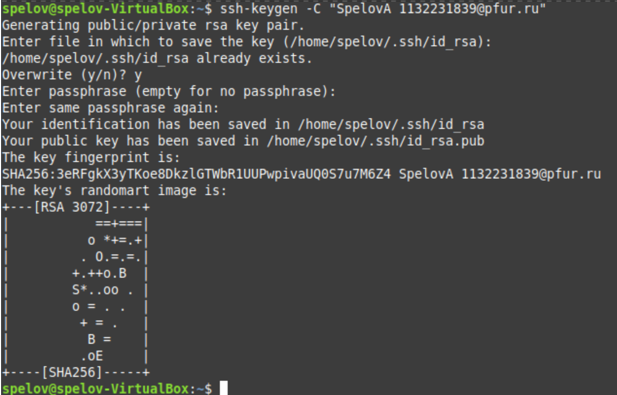 spelov@spelov-VirtualBox:~$ ssh-keygen -C "SpelovA 1132231839@pfur.ru"
Generating public/private rsa key pair.
Enter file in which to save the key (/home/spelov/.ssh/id_rsa):
/home/spelov/.ssh/id_rsa already exists.
Overwrite (y/n)? y
Enter passphrase (empty for no passphrase):
Enter same passphrase again:
Your identification has been saved in /home/spelov/.ssh/id_rsa
Your public key has been saved in /home/spelov/.ssh/id_rsa.pub
The key fingerprint is:
SHA256:3eRFgkX3yTKoe8DkzlGTWbR1UUPwpivaUQ0S7u7M6Z4 SpelovA 1132231839@pfur.ru
The key's randomart image is:
+---[RSA 3072]----+
|           ==+===|
|          o *+=.+|
|         . O.=.=.|
|        +.++o.B  |
|        S*..oo . |
|        o = . .  |
|         + = .   |
|          B =    |
|         .oE     |
+----[SHA256]-----+
spelov@spelov-VirtualBox:~$